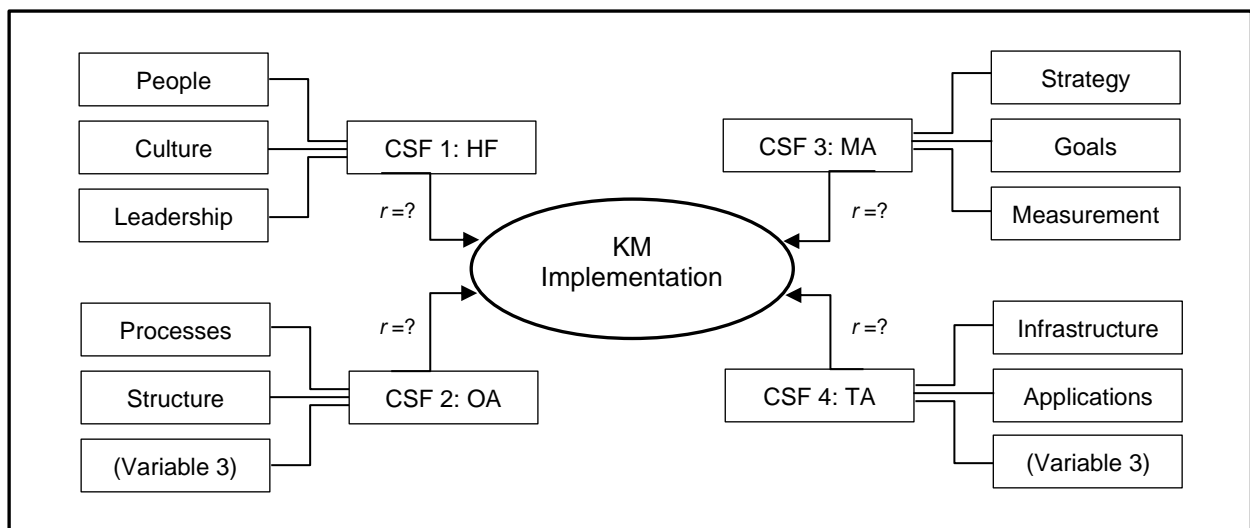 People
Culture
Leadership
CSF 1: HF
r =?
Processes
Structure
(Variable 3)
CSF 2: OA
r =?
KM
Implementation
Strategy
Goals
Measurement
CSF 3: MA
r =?
Infrastructure
Applications
(Variable 3)
CSF 4: TA
r =?